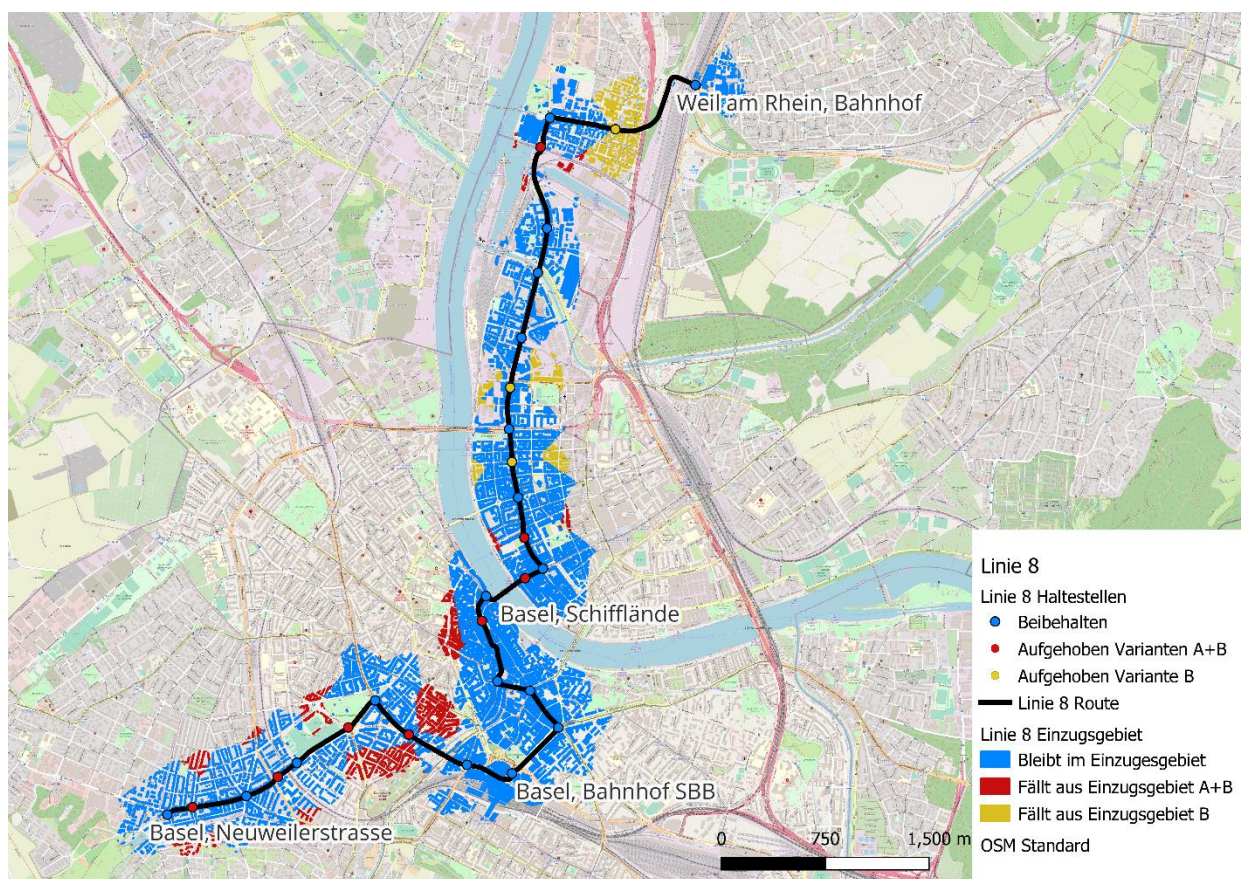 Weil am Rhein, Bahnhof
Basel, Schifflände
Basel, Bahnhof SBB
Basel, Neuweilerstrasse
0 750 1,500 m
Linie 8
Linie 8 Haltestellen
Beibehalten
Aufgehoben Varianten A+B
Aufgehoben Variante B
Linie 8 Route
Linie 8 Einzugsgebiet
Bleibt im Einzugesgebiet
Fällt aus Einzugsgebiet A+B
Fällt aus Einzugsgebiet B
OSM Standard